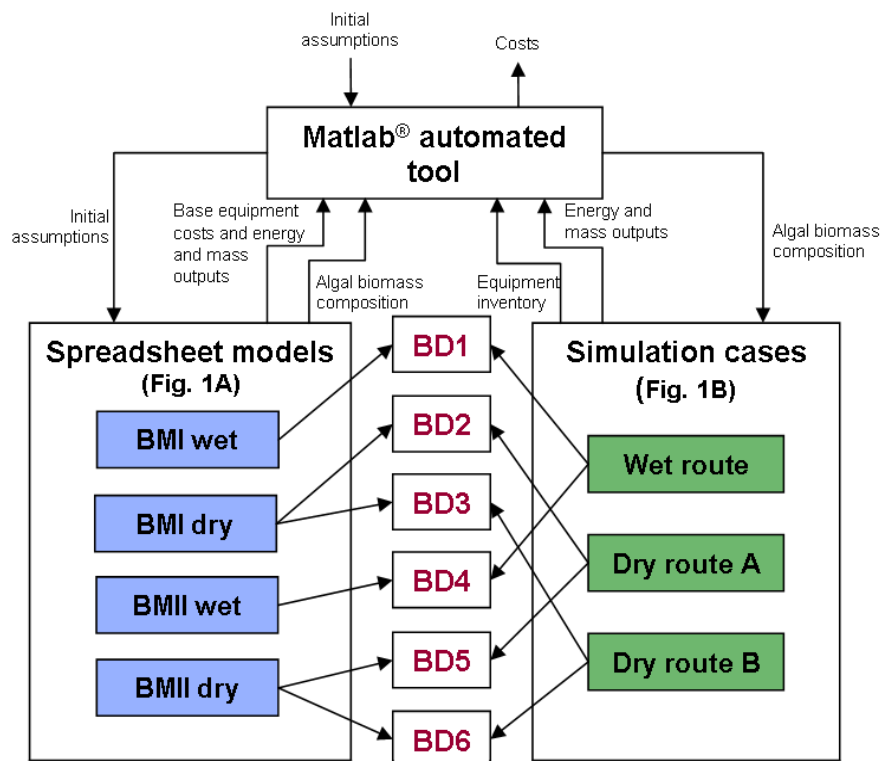 Initial
assumptions
Costs
Matlab® automated
tool
Initial
assumptions
Base equipment
costs and energy
and mass
outputs
Algal biomass
composition
Equipment
inventory
Energy and
mass outputs
Algal biomass
composition
Spreadsheet models
(Fig. 1A)
BMI wet
BMI dry
BMII wet
BMII dry
BD1
BD2
BD3
BD4
BD5
BD6
Simulation cases
(Fig. 1B)
Wet route
Dry route A
Dry route B